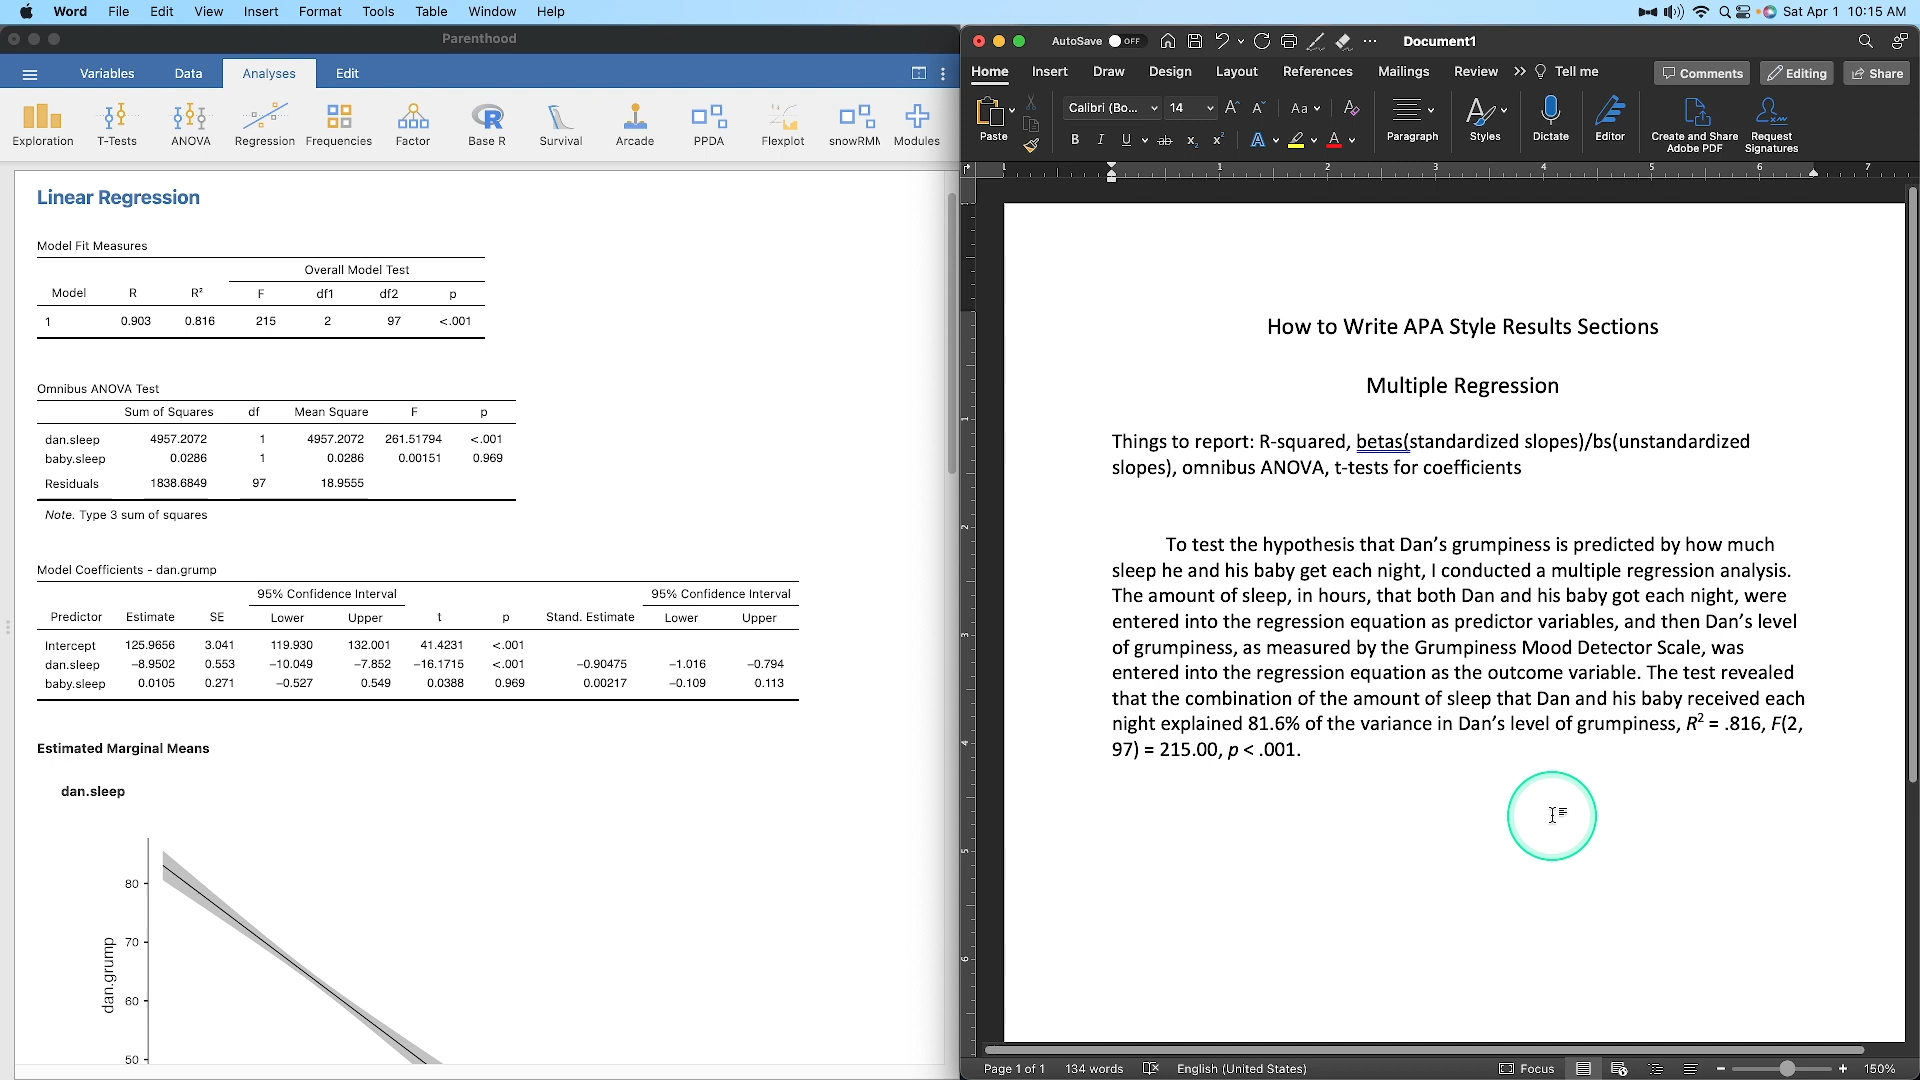 Word File Edit View Insert Format Tools Table Window Help Sat Apr 1 10:15 AM
Parenthood
Variables Data Analyses Edit
Exploration T-Tests ANOVA Regression Frequencies Factor Base R Survival Arcade PPDA Flexplot snowRMM Modules
Linear Regression
Model Fit Measures
Overall Model Test
Model R R² F df1 df2 p
1 0.903 0.816 215 2 97 <.001
Omnibus ANOVA Test
Sum of Squares df Mean Square F p
dan.sleep 4957.2072 1 4957.2072 261.51794 <.001
baby.sleep 0.0286 1 0.0286 0.00151 0.969
Residuals 1838.6849 97 18.9555
Note. Type 3 sum of squares
Model Coefficients - dan.grump
95% Confidence Interval 95% Confidence Interval
Predictor Estimate SE Lower Upper t p Stand. Estimate Lower Upper
Intercept 125.9656 3.041 119.930 132.001 41.4231 <.001
dan.sleep −8.9502 0.553 −10.049 −7.852 −16.1715 <.001 −0.90475 −1.016 −0.794
baby.sleep 0.0105 0.271 −0.527 0.549 0.0388 0.969 0.00217 −0.109 0.113
Estimated Marginal Means
dan.sleep
80
70
60
50
dan.grump
AutoSave OFF Document1
Home Insert Draw Design Layout References Mailings Review >> Tell me Comments Editing Share
Paste Calibri (Bo... 14 Paragraph Styles Dictate Editor Create and Share Adobe PDF Request Signatures
1 1 2 3 4 5 6 7
How to Write APA Style Results Sections
Multiple Regression
Things to report: R-squared, betas(standardized slopes)/bs(unstandardized
slopes), omnibus ANOVA, t-tests for coefficients
To test the hypothesis that Dan’s grumpiness is predicted by how much
sleep he and his baby get each night, I conducted a multiple regression analysis.
The amount of sleep, in hours, that both Dan and his baby got each night, were
entered into the regression equation as predictor variables, and then Dan’s level
of grumpiness, as measured by the Grumpiness Mood Detector Scale, was
entered into the regression equation as the outcome variable. The test revealed
that the combination of the amount of sleep that Dan and his baby received each
night explained 81.6% of the variance in Dan’s level of grumpiness, R² = .816, F(2,
97) = 215.00, p < .001.
Page 1 of 1 134 words English (United States) Focus 150%